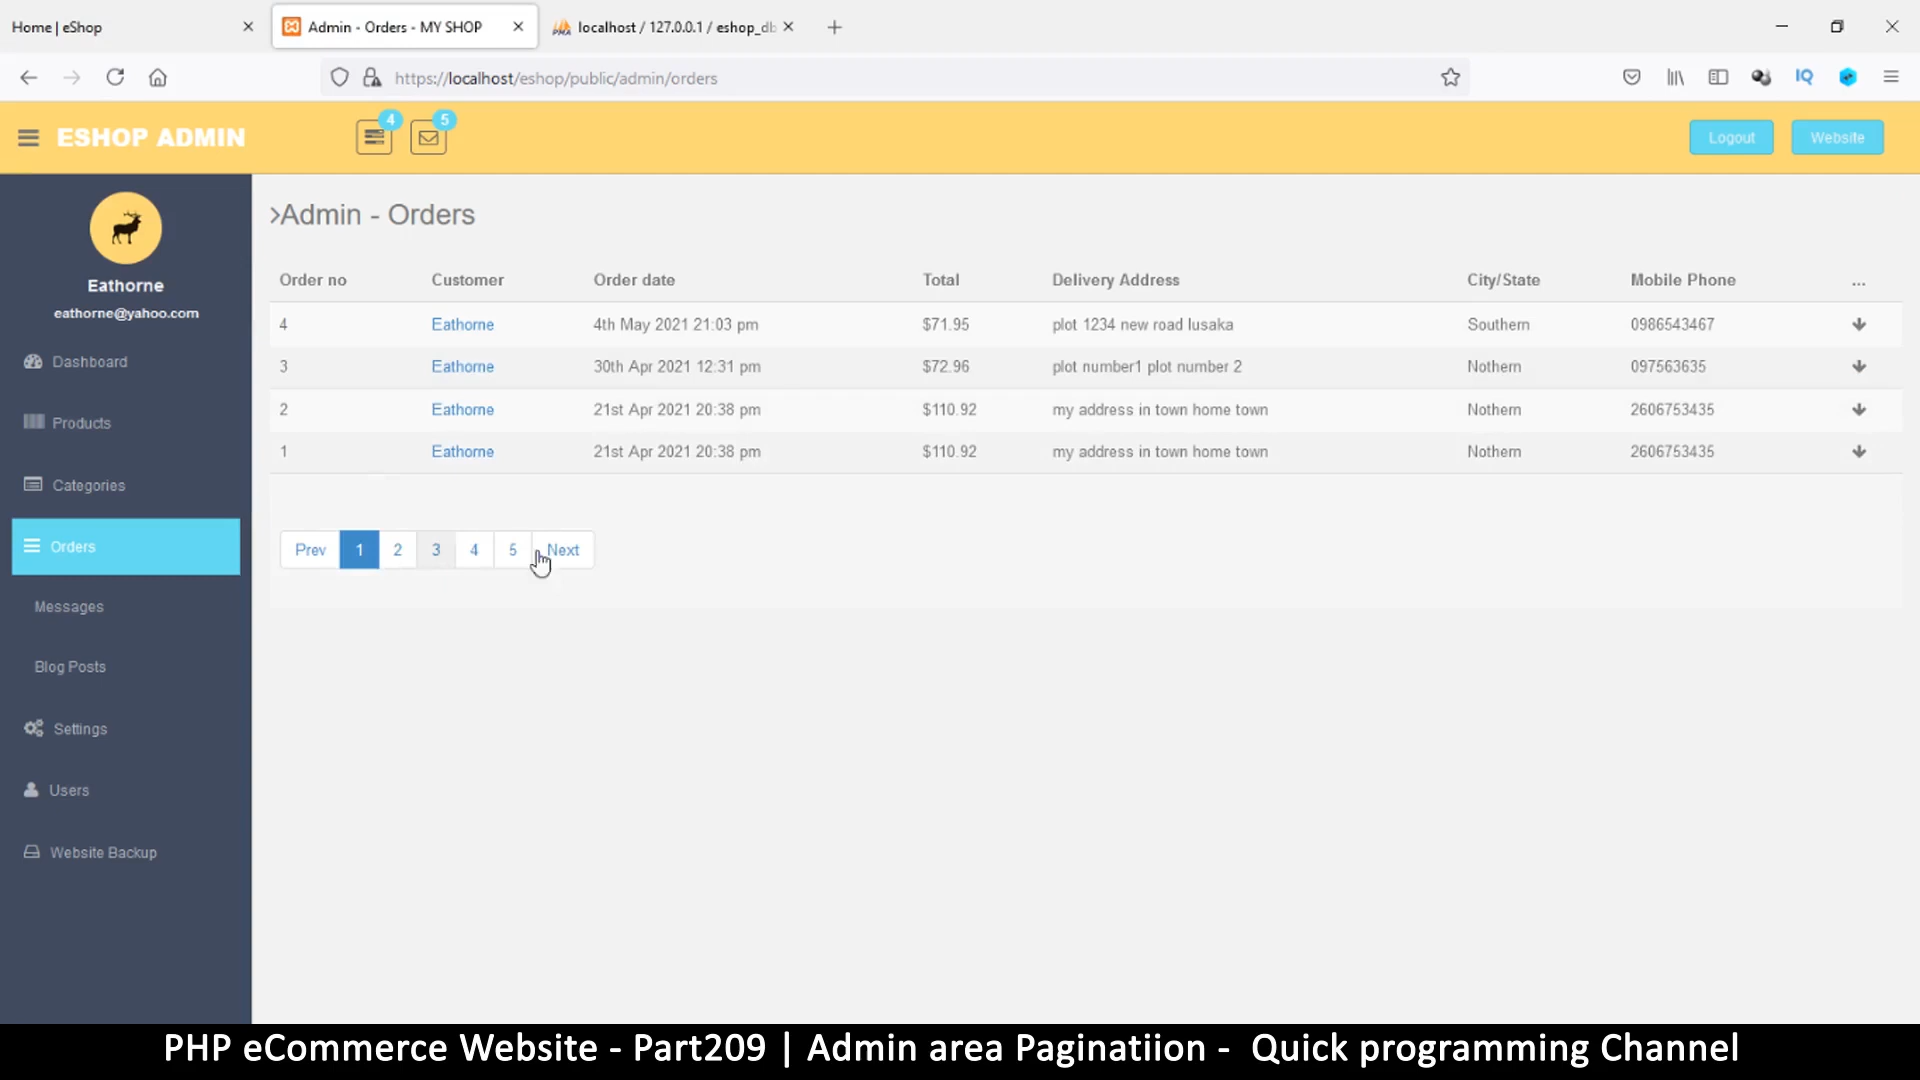 Home | eShop
Admin - Orders - MY SHOP
localhost / 127.0.0.1 / eshop_db
https://localhost/eshop/public/admin/orders
IQ
ESHOP ADMIN
4
5
Logout
Website
Eathorne
eathorne@yahoo.com
Dashboard
Products
Categories
Orders
Messages
Blog Posts
Settings
Users
Website Backup
>Admin - Orders
Order no Customer Order date Total Delivery Address City/State Mobile Phone ...
4 Eathorne 4th May 2021 21:03 pm $71.95 plot 1234 new road lusaka Southern 0986543467
3 Eathorne 30th Apr 2021 12:31 pm $72.96 plot number1 plot number 2 Nothern 097563635
2 Eathorne 21st Apr 2021 20:38 pm $110.92 my address in town home town Nothern 2606753435
1 Eathorne 21st Apr 2021 20:38 pm $110.92 my address in town home town Nothern 2606753435
Prev 1 2 3 4 5 Next
PHP eCommerce Website - Part209 | Admin area Paginatiion - Quick programming Channel